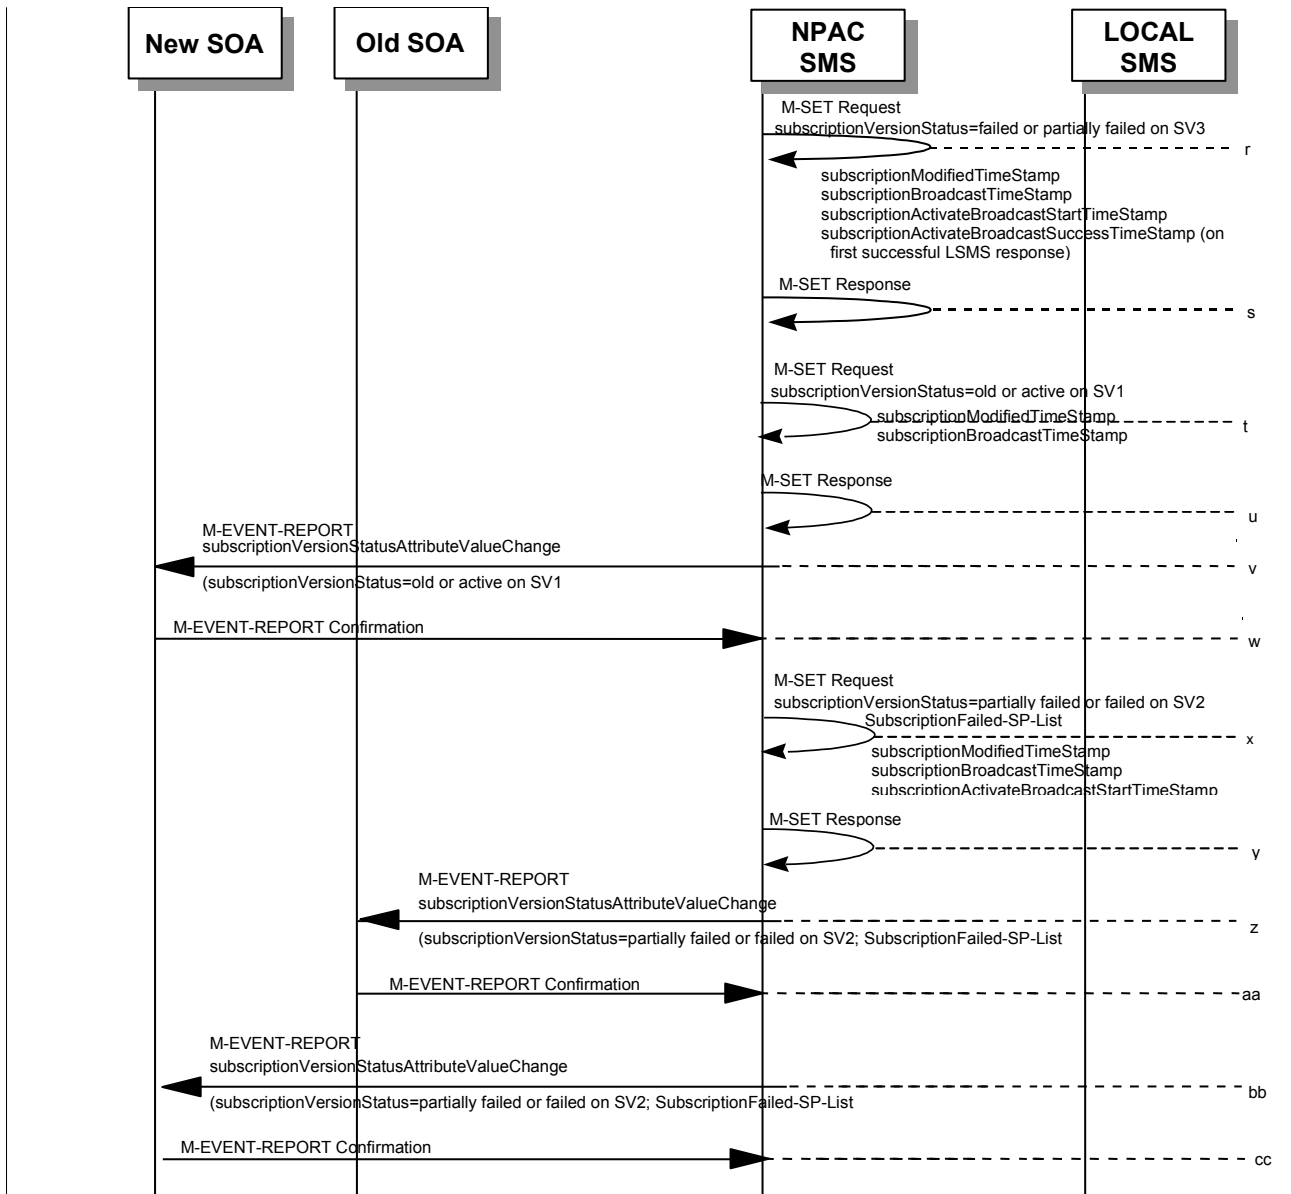 New SOA
Old SOA
NPAC
SMS
LOCAL
SMS
M-SET Request
subscriptionVersionStatus=failed or partially failed on SV3
r
subscriptionModifiedTimeStamp
subscriptionBroadcastTimeStamp
subscriptionActivateBroadcastStartTimeStamp
subscriptionActivateBroadcastSuccessTimeStamp (on
first successful LSMS response)
M-SET Response
s
M-SET Request
subscriptionVersionStatus=old or active on SV1
subscriptionModifiedTimeStamp
t
subscriptionBroadcastTimeStamp
M-SET Response
u
M-EVENT-REPORT
subscriptionVersionStatusAttributeValueChange
v
(subscriptionVersionStatus=old or active on SV1
M-EVENT-REPORT Confirmation
w
M-SET Request
subscriptionVersionStatus=partially failed or failed on SV2
SubscriptionFailed-SP-List
x
subscriptionModifiedTimeStamp
subscriptionBroadcastTimeStamp
subscriptionActivateBroadcastStartTimeStamp
M-SET Response
y
M-EVENT-REPORT
subscriptionVersionStatusAttributeValueChange
z
(subscriptionVersionStatus=partially failed or failed on SV2; SubscriptionFailed-SP-List
M-EVENT-REPORT Confirmation
aa
M-EVENT-REPORT
subscriptionVersionStatusAttributeValueChange
bb
(subscriptionVersionStatus=partially failed or failed on SV2; SubscriptionFailed-SP-List
M-EVENT-REPORT Confirmation
cc